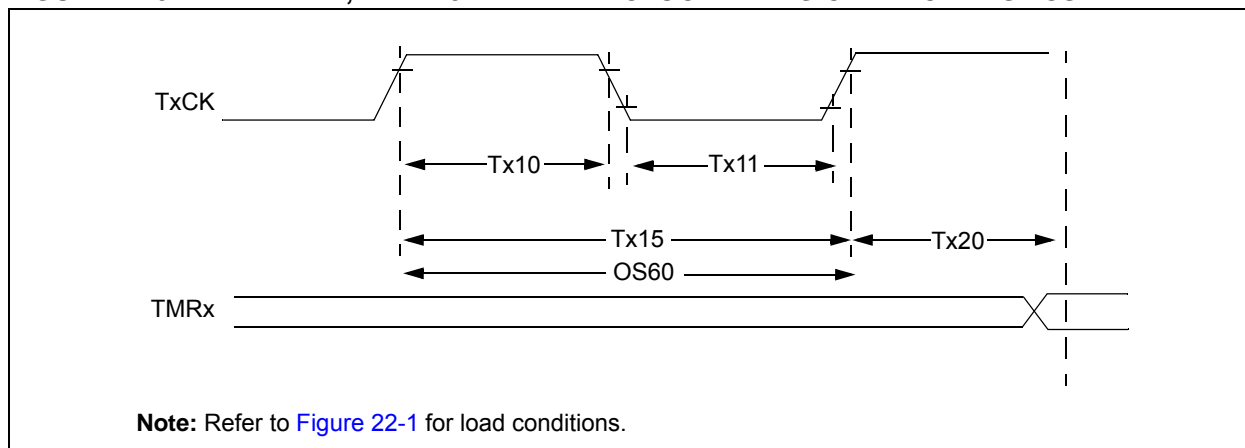 TxCK
Tx10
Tx11
Tx15
Tx20
OS60
TMRx
Note: Refer to Figure 22-1 for load conditions.